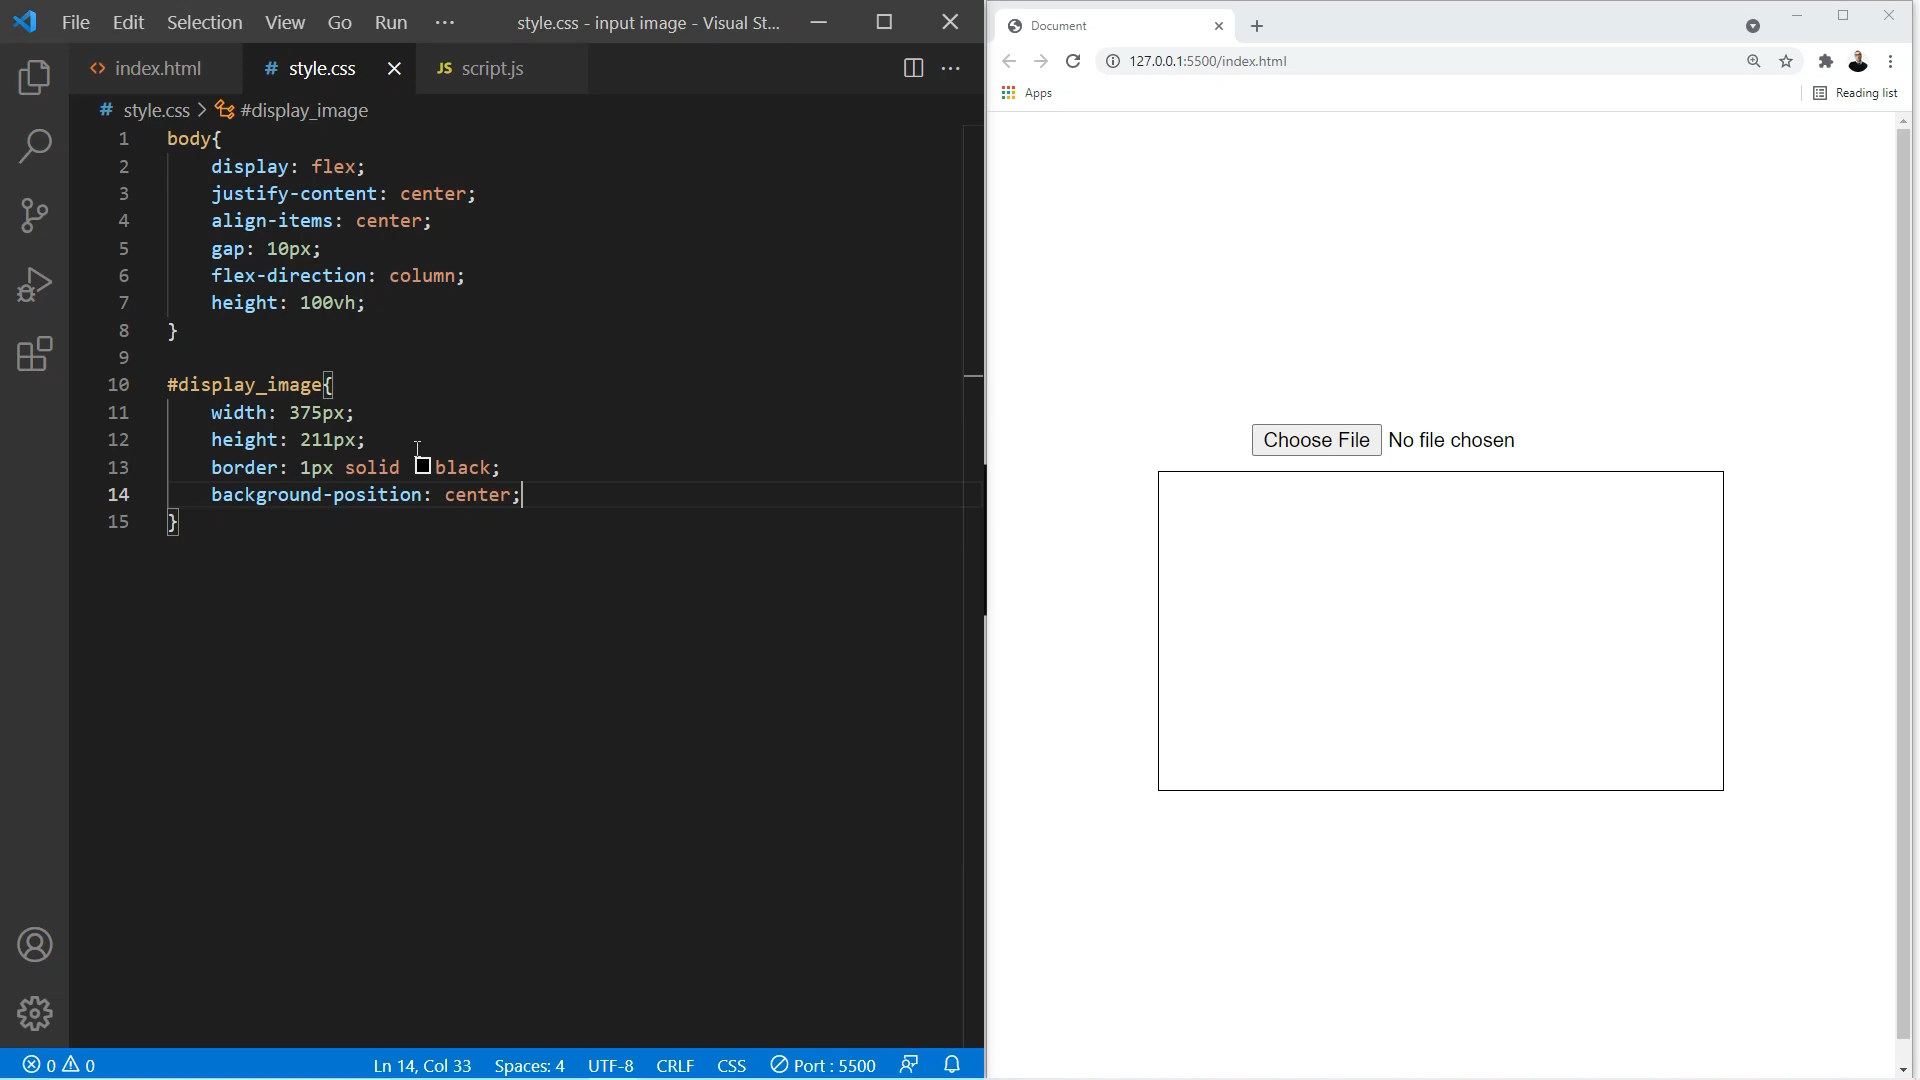 File Edit Selection View Go Run ··· style.css - input image - Visual St...
<> index.html # style.css JS script.js
# style.css > #display_image
1 body{
2 display: flex;
3 justify-content: center;
4 align-items: center;
5 gap: 10px;
6 flex-direction: column;
7 height: 100vh;
8 }
9
10 #display_image{
11 width: 375px;
12 height: 211px;
13 border: 1px solid black;
14 background-position: center;
15 }
0 0 Ln 14, Col 33 Spaces: 4 UTF-8 CRLF CSS Port : 5500
Document
127.0.0.1:5500/index.html
Apps Reading list
Choose File No file chosen